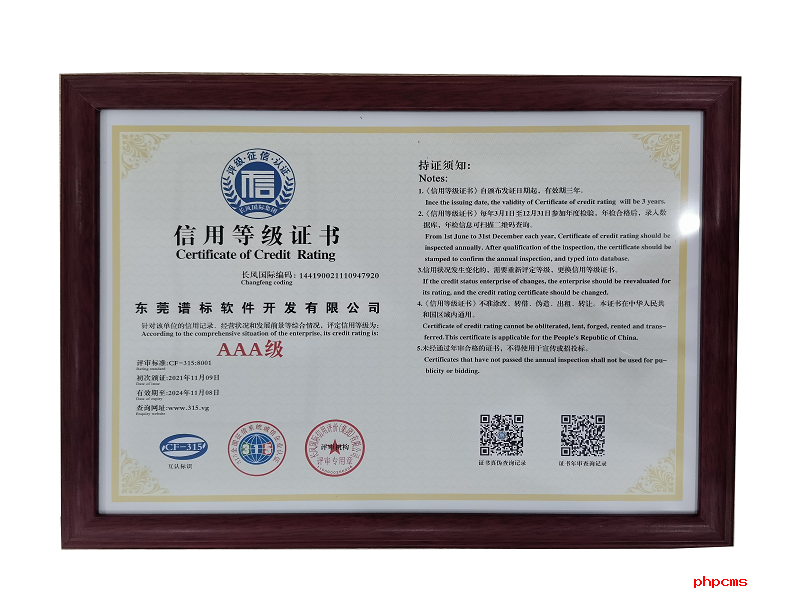 评级·征信·认证
信
长凤国际集团
信用等级证书
Certificate of Credit Rating
长凤国际编码：144190021110947920
Changfeng coding
东莞谱标软件开发有限公司
针对该单位的信用记录、经营状况和发展前景等综合情况，评定信用等级为：
According to the comprehensive situation of the enterprise, its credit rating is:
AAA级
评审标准:CF-315:8001
Rating standard
初次颁证:2021年11月09日
Date of issue
有效期至:2024年11月08日
Date of expiry
查询网址:www.315.vg
Enquiry website
CF-315
互认标识
315
评审机构
评审专用章
持证须知：
Notes:
1.《信用等级证书》自颁布发证日期起，有效期三年。
Ince the issuing date, the validity of Certificate of credit rating will be 3 years.
2.《信用等级证书》每年3月1日至12月31日参加年度检验，年检合格后，录入数
据库，年检信息可扫描二地码查询。
From 1st June to 31st December each year, Certificate of credit rating should be
inspected annually. After qualification of the inspection, the certificate should be
stamped to confirm the annual inspection, and typed into database.
3.信用状况发生变化的，需要重新评定等级、更换信用等级证书。
If the credit status enterprise of changes, the enterprise should be reevaluated for
its rating, and the credit rating certificate should be changed.
4.《信用等级证书》不准涂改、转借、伪造、出租、转让。本证书在中华人民共
和国区域内通用。
Certificate of credit rating cannot be obliterated, lent, forged, rented and trans-
ferred.This certificate is applicable for the People's Republic of China.
5.未经通过年审合格的证书，不得使用于宣传或招投标。
Certificates that have not passed the annual inspection shall not be used for pu-
blicity or bidding.
证书真伪查询记录
证书年审查询记录
phpcms